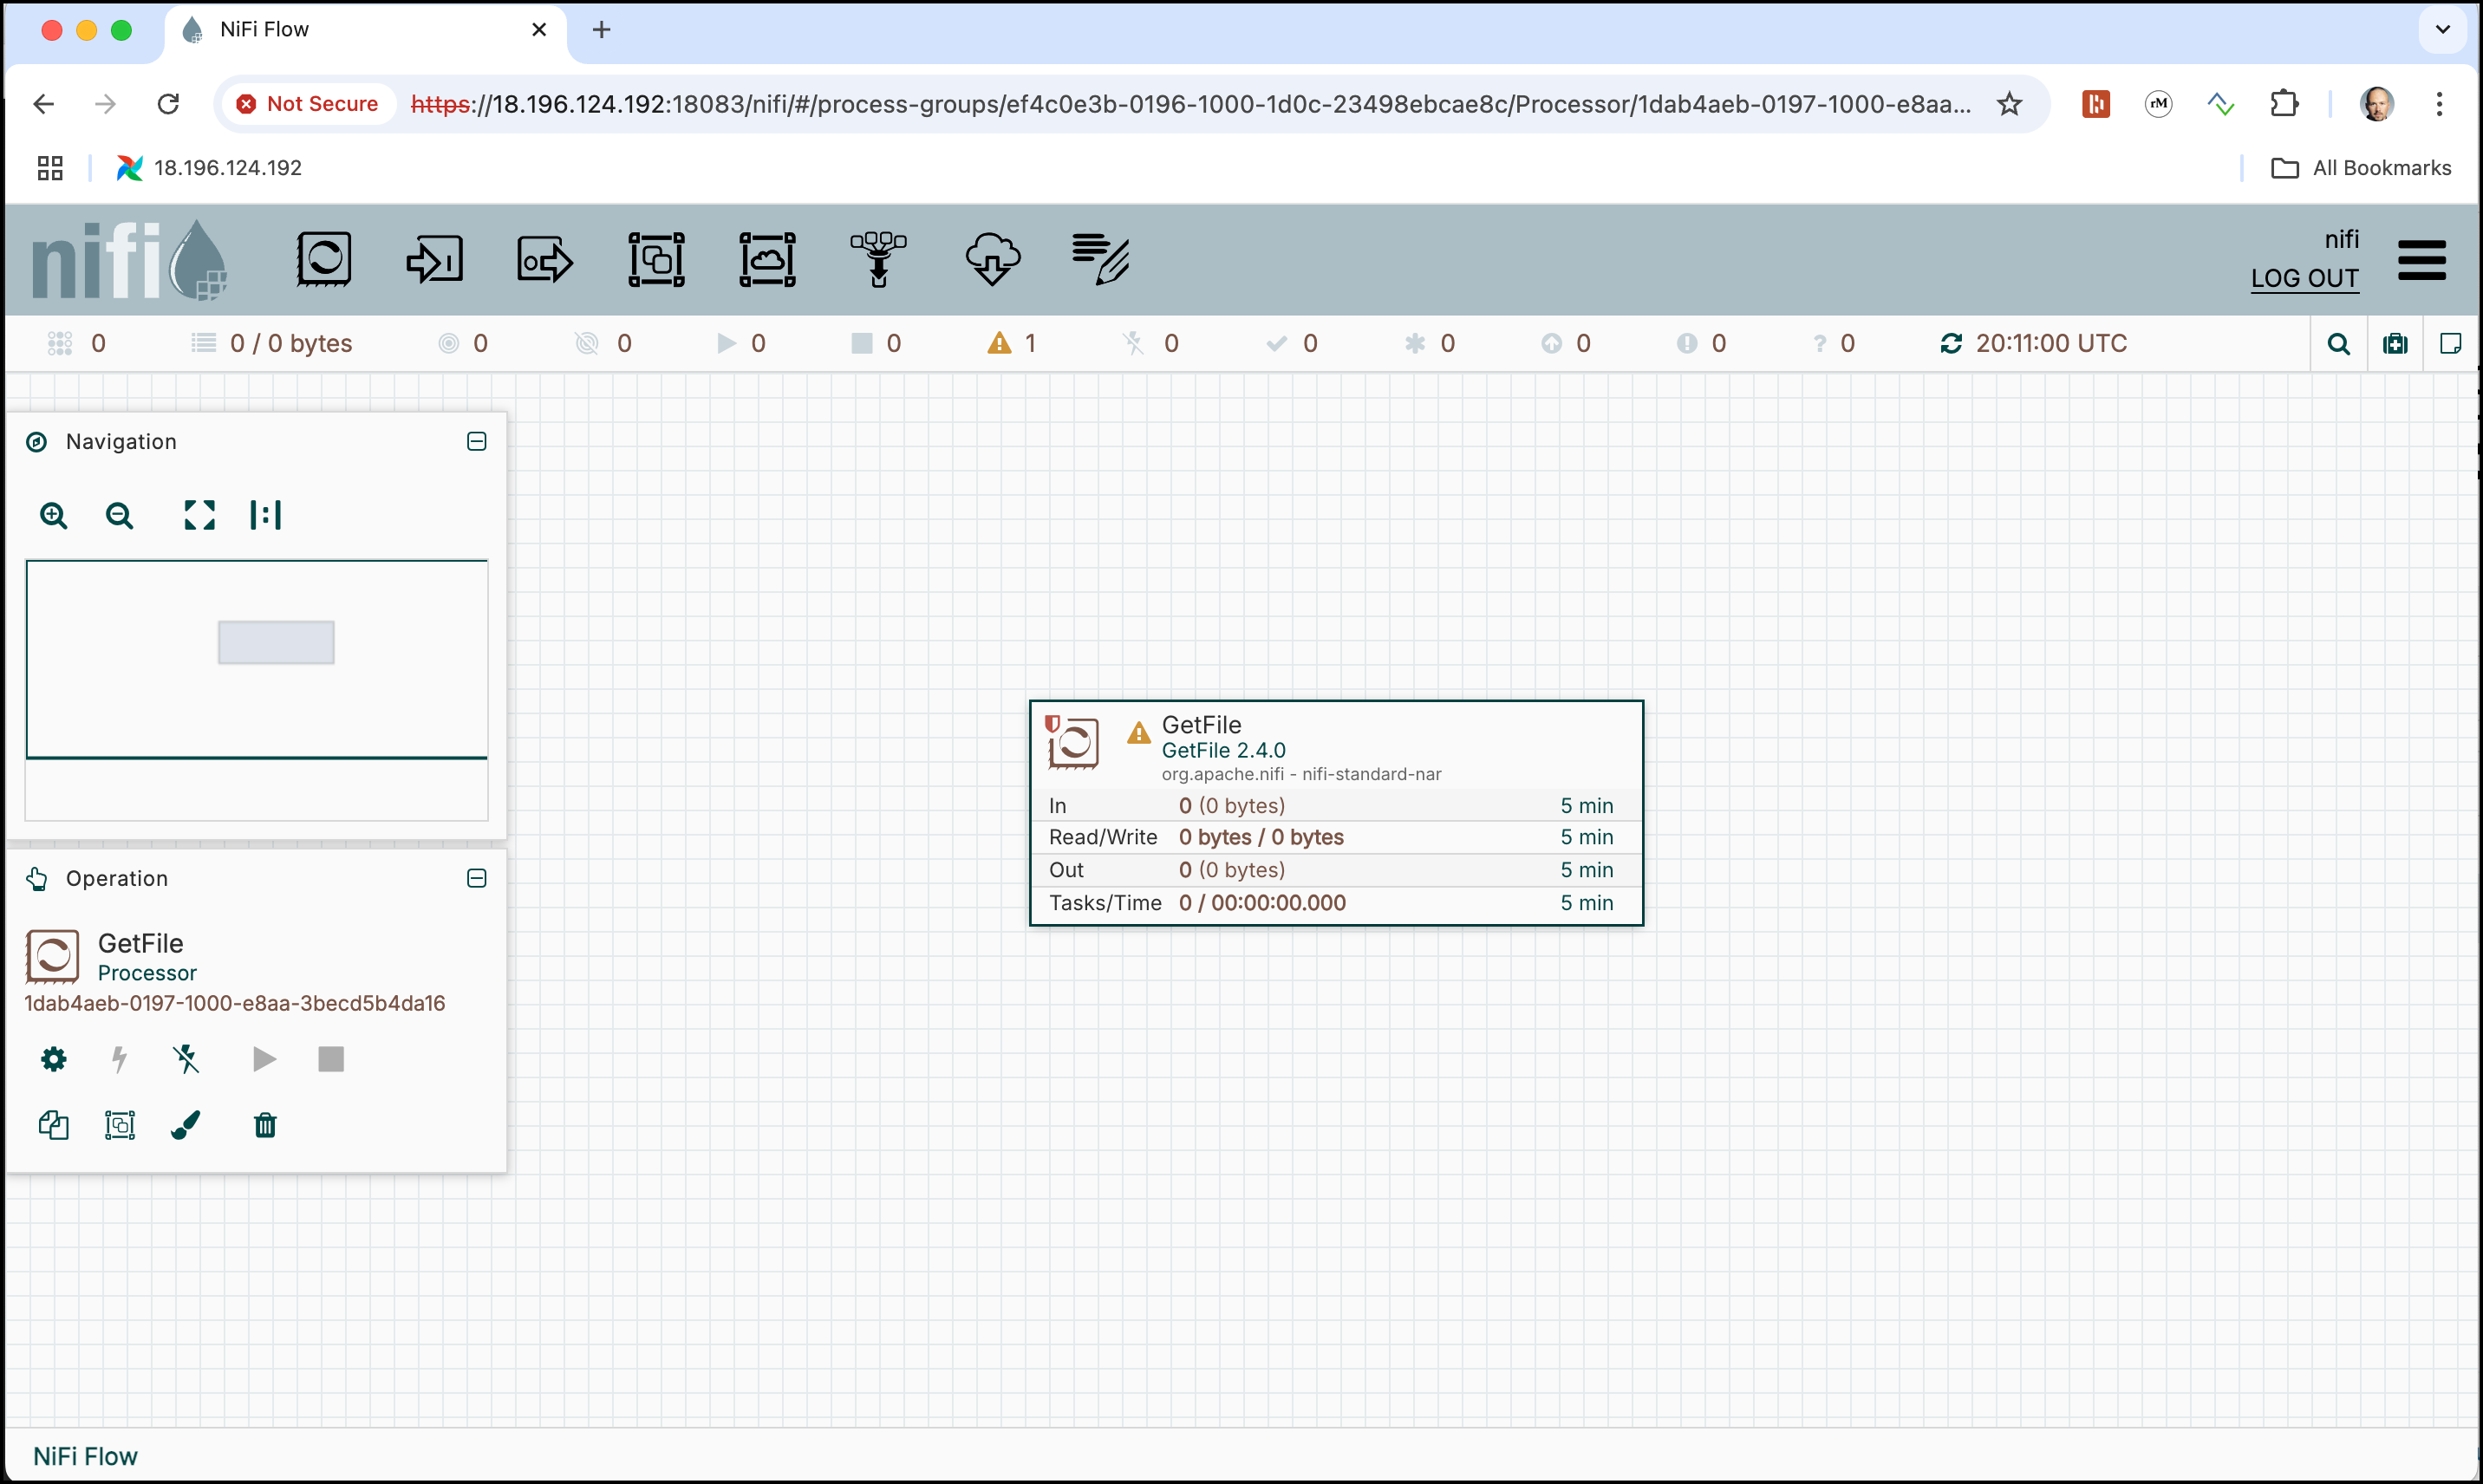 NiFi Flow
Not Secure https://18.196.124.192:18083/nifi/#/process-groups/ef4c0e3b-0196-1000-1d0c-23498ebcae8c/Processor/1dab4aeb-0197-1000-e8aa... rM
18.196.124.192 All Bookmarks
nifi
nifi
LOG OUT
0 0 / 0 bytes 0 0 0 0 1 0 0 0 0 0 ? 0 20:11:00 UTC
Navigation
GetFile
GetFile 2.4.0
org.apache.nifi - nifi-standard-nar
In 0 (0 bytes) 5 min
Read/Write 0 bytes / 0 bytes 5 min
Out 0 (0 bytes) 5 min
Tasks/Time 0 / 00:00:00.000 5 min
Operation
GetFile
Processor
1dab4aeb-0197-1000-e8aa-3becd5b4da16
NiFi Flow